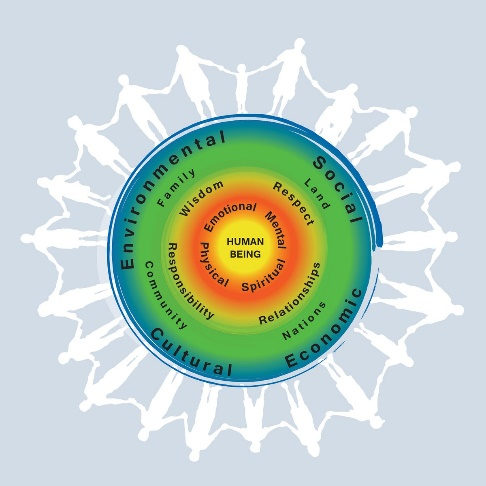 HUMAN
BEING
Emotional
Mental
Spiritual
Physical
Wisdom
Respect
Relationships
Responsibility
Family
Land
Nations
Community
Environmental
Social
Economic
Cultural